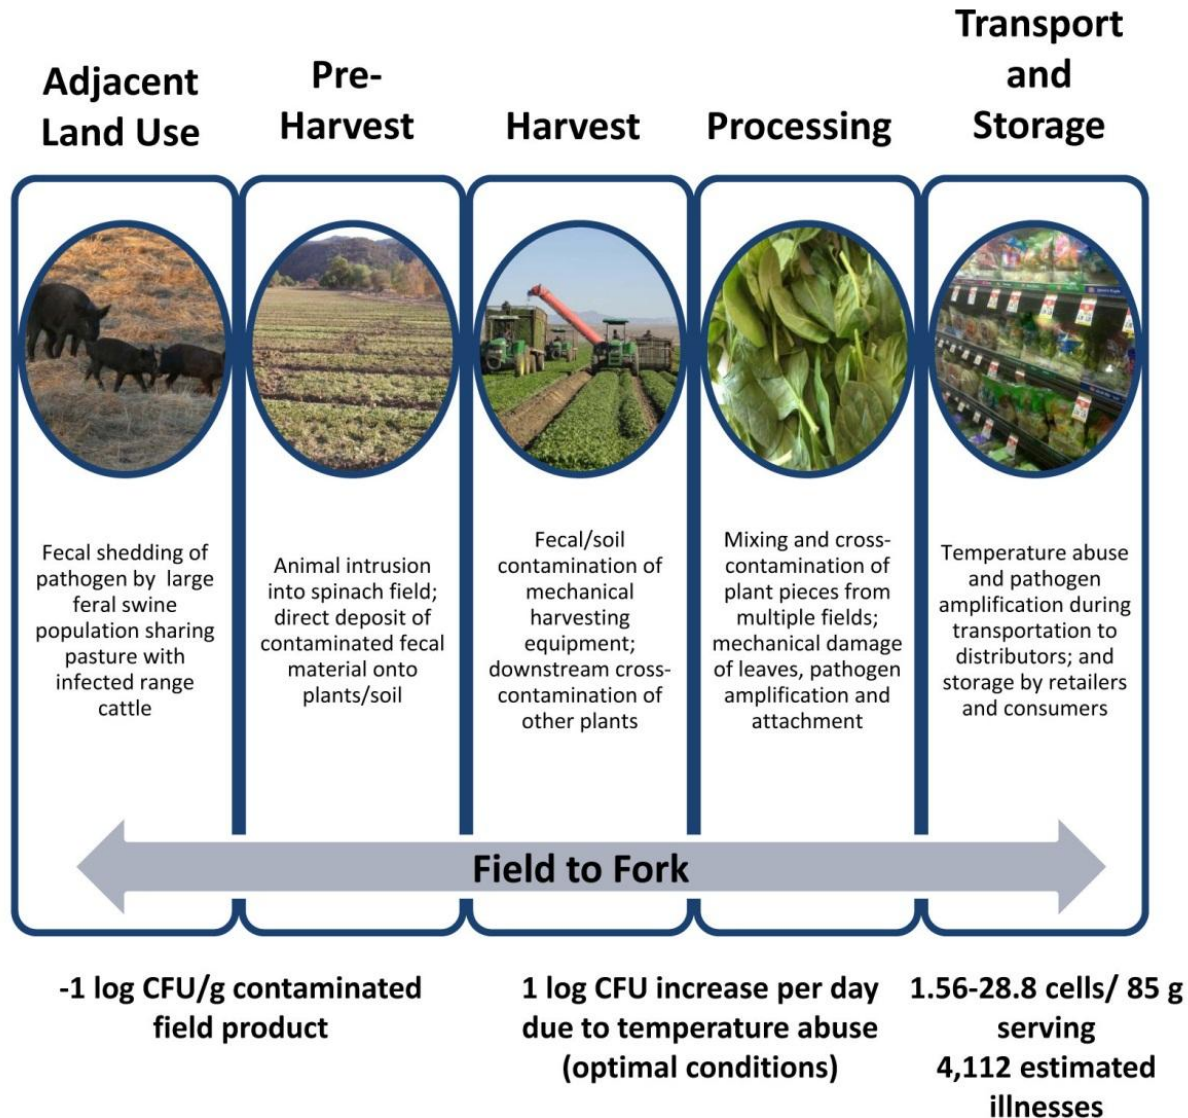 Adjacent
Land Use
Pre-
Harvest
Harvest
Processing
Transport
and
Storage
Fecal shedding of
pathogen by large
feral swine
population sharing
pasture with
infected range
cattle
Animal intrusion
into spinach field;
direct deposit of
contaminated fecal
material onto
plants/soil
Fecal/soil
contamination of
mechanical
harvesting
equipment;
downstream cross-
contamination of
other plants
Mixing and cross-
contamination of
plant pieces from
multiple fields;
mechanical damage
of leaves, pathogen
amplification and
attachment
Temperature abuse
and pathogen
amplification during
transportation to
distributors; and
storage by retailers
and consumers
Field to Fork
-1 log CFU/g contaminated
field product
1 log CFU increase per day
due to temperature abuse
(optimal conditions)
1.56-28.8 cells/ 85 g
serving
4,112 estimated
illnesses